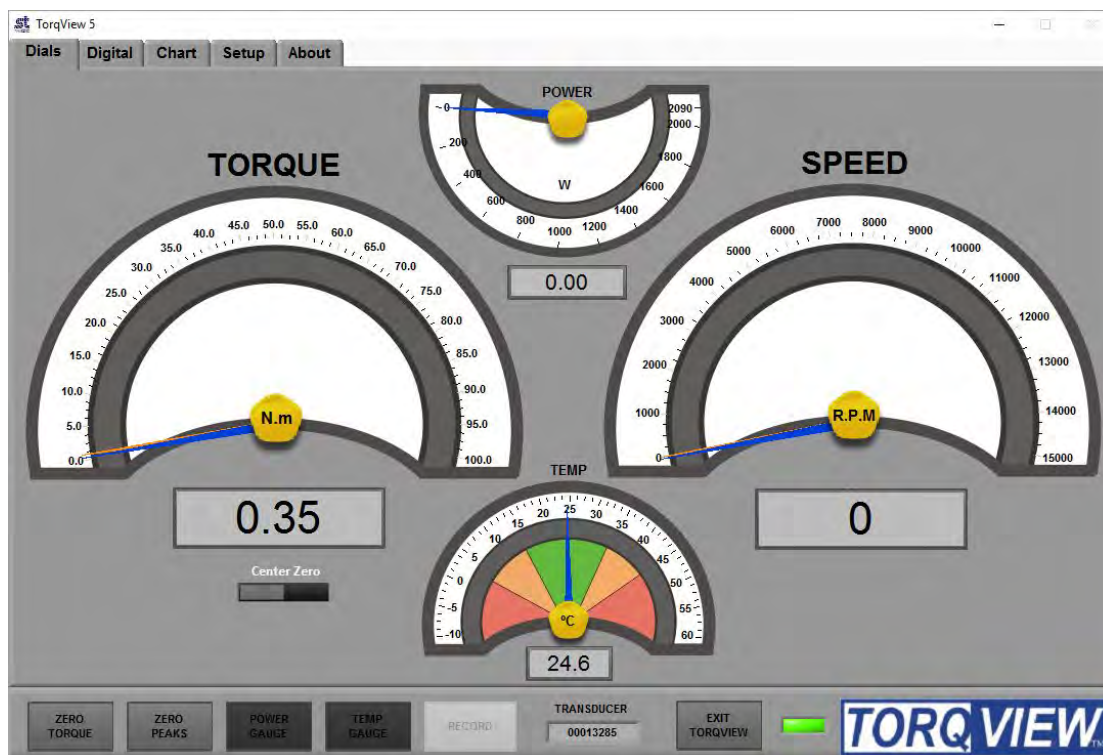 st TorqView 5
Dials Digital Chart Setup About
POWER
0 200 400 600 800 1000 1200 1400 1600 1800 2000 2090
W
0.00
TORQUE
0.0 5.0 10.0 15.0 20.0 25.0 30.0 35.0 40.0 45.0 50.0 55.0 60.0 65.0 70.0 75.0 80.0 85.0 90.0 95.0 100.0
N.m
0.35
Center Zero
SPEED
0 1000 2000 3000 4000 5000 6000 7000 8000 9000 10000 11000 12000 13000 14000 15000
R.P.M
0
TEMP
-10 -5 0 5 10 15 20 25 30 35 40 45 50 55 60
ºC
24.6
ZERO
TORQUE
ZERO
PEAKS
POWER
GAUGE
TEMP
GAUGE
RECORD
TRANSDUCER
00013285
EXIT
TORQVIEW
TORQVIEW